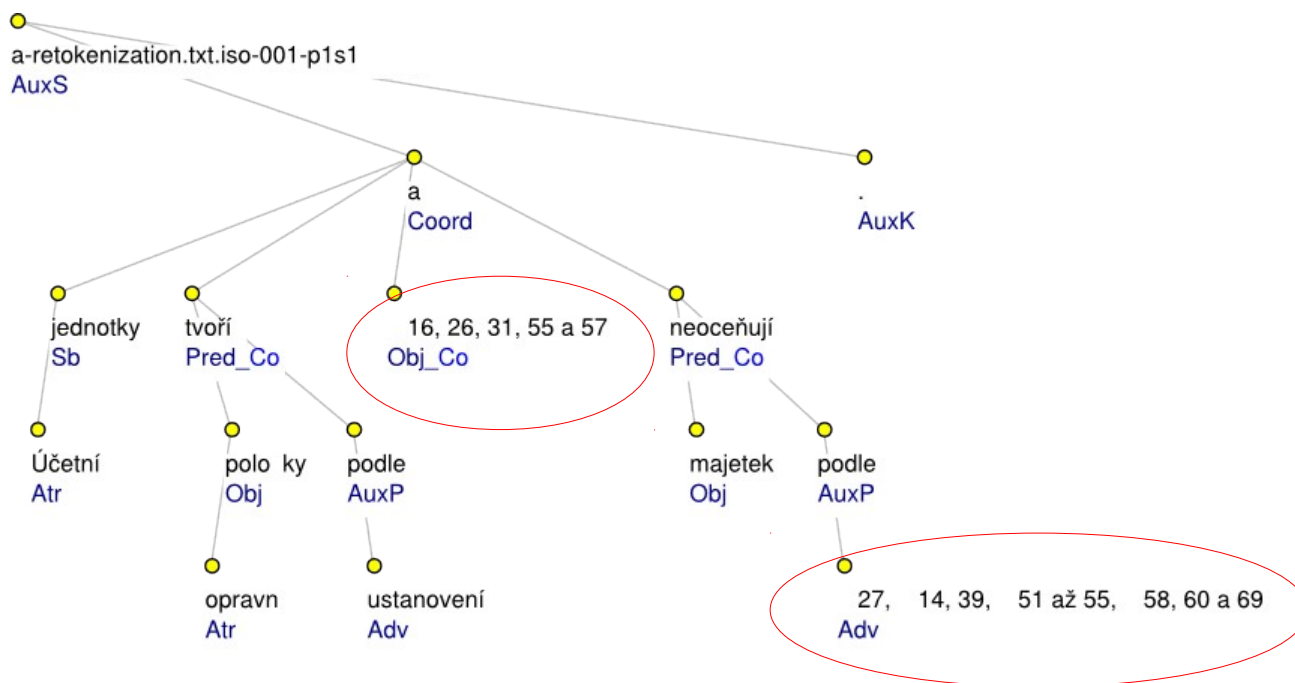 a-retokenization.txt.iso-001-p1s1
AuxS
a
Coord
.
AuxK
jednotky
Sb
tvoří
Pred_Co
16, 26, 31, 55 a 57
Obj_Co
neoceňují
Pred_Co
Účetní
Atr
polo ky
Obj
podle
AuxP
majetek
Obj
podle
AuxP
opravn
Atr
ustanovení
Adv
27, 14, 39, 51 až 55, 58, 60 a 69
Adv